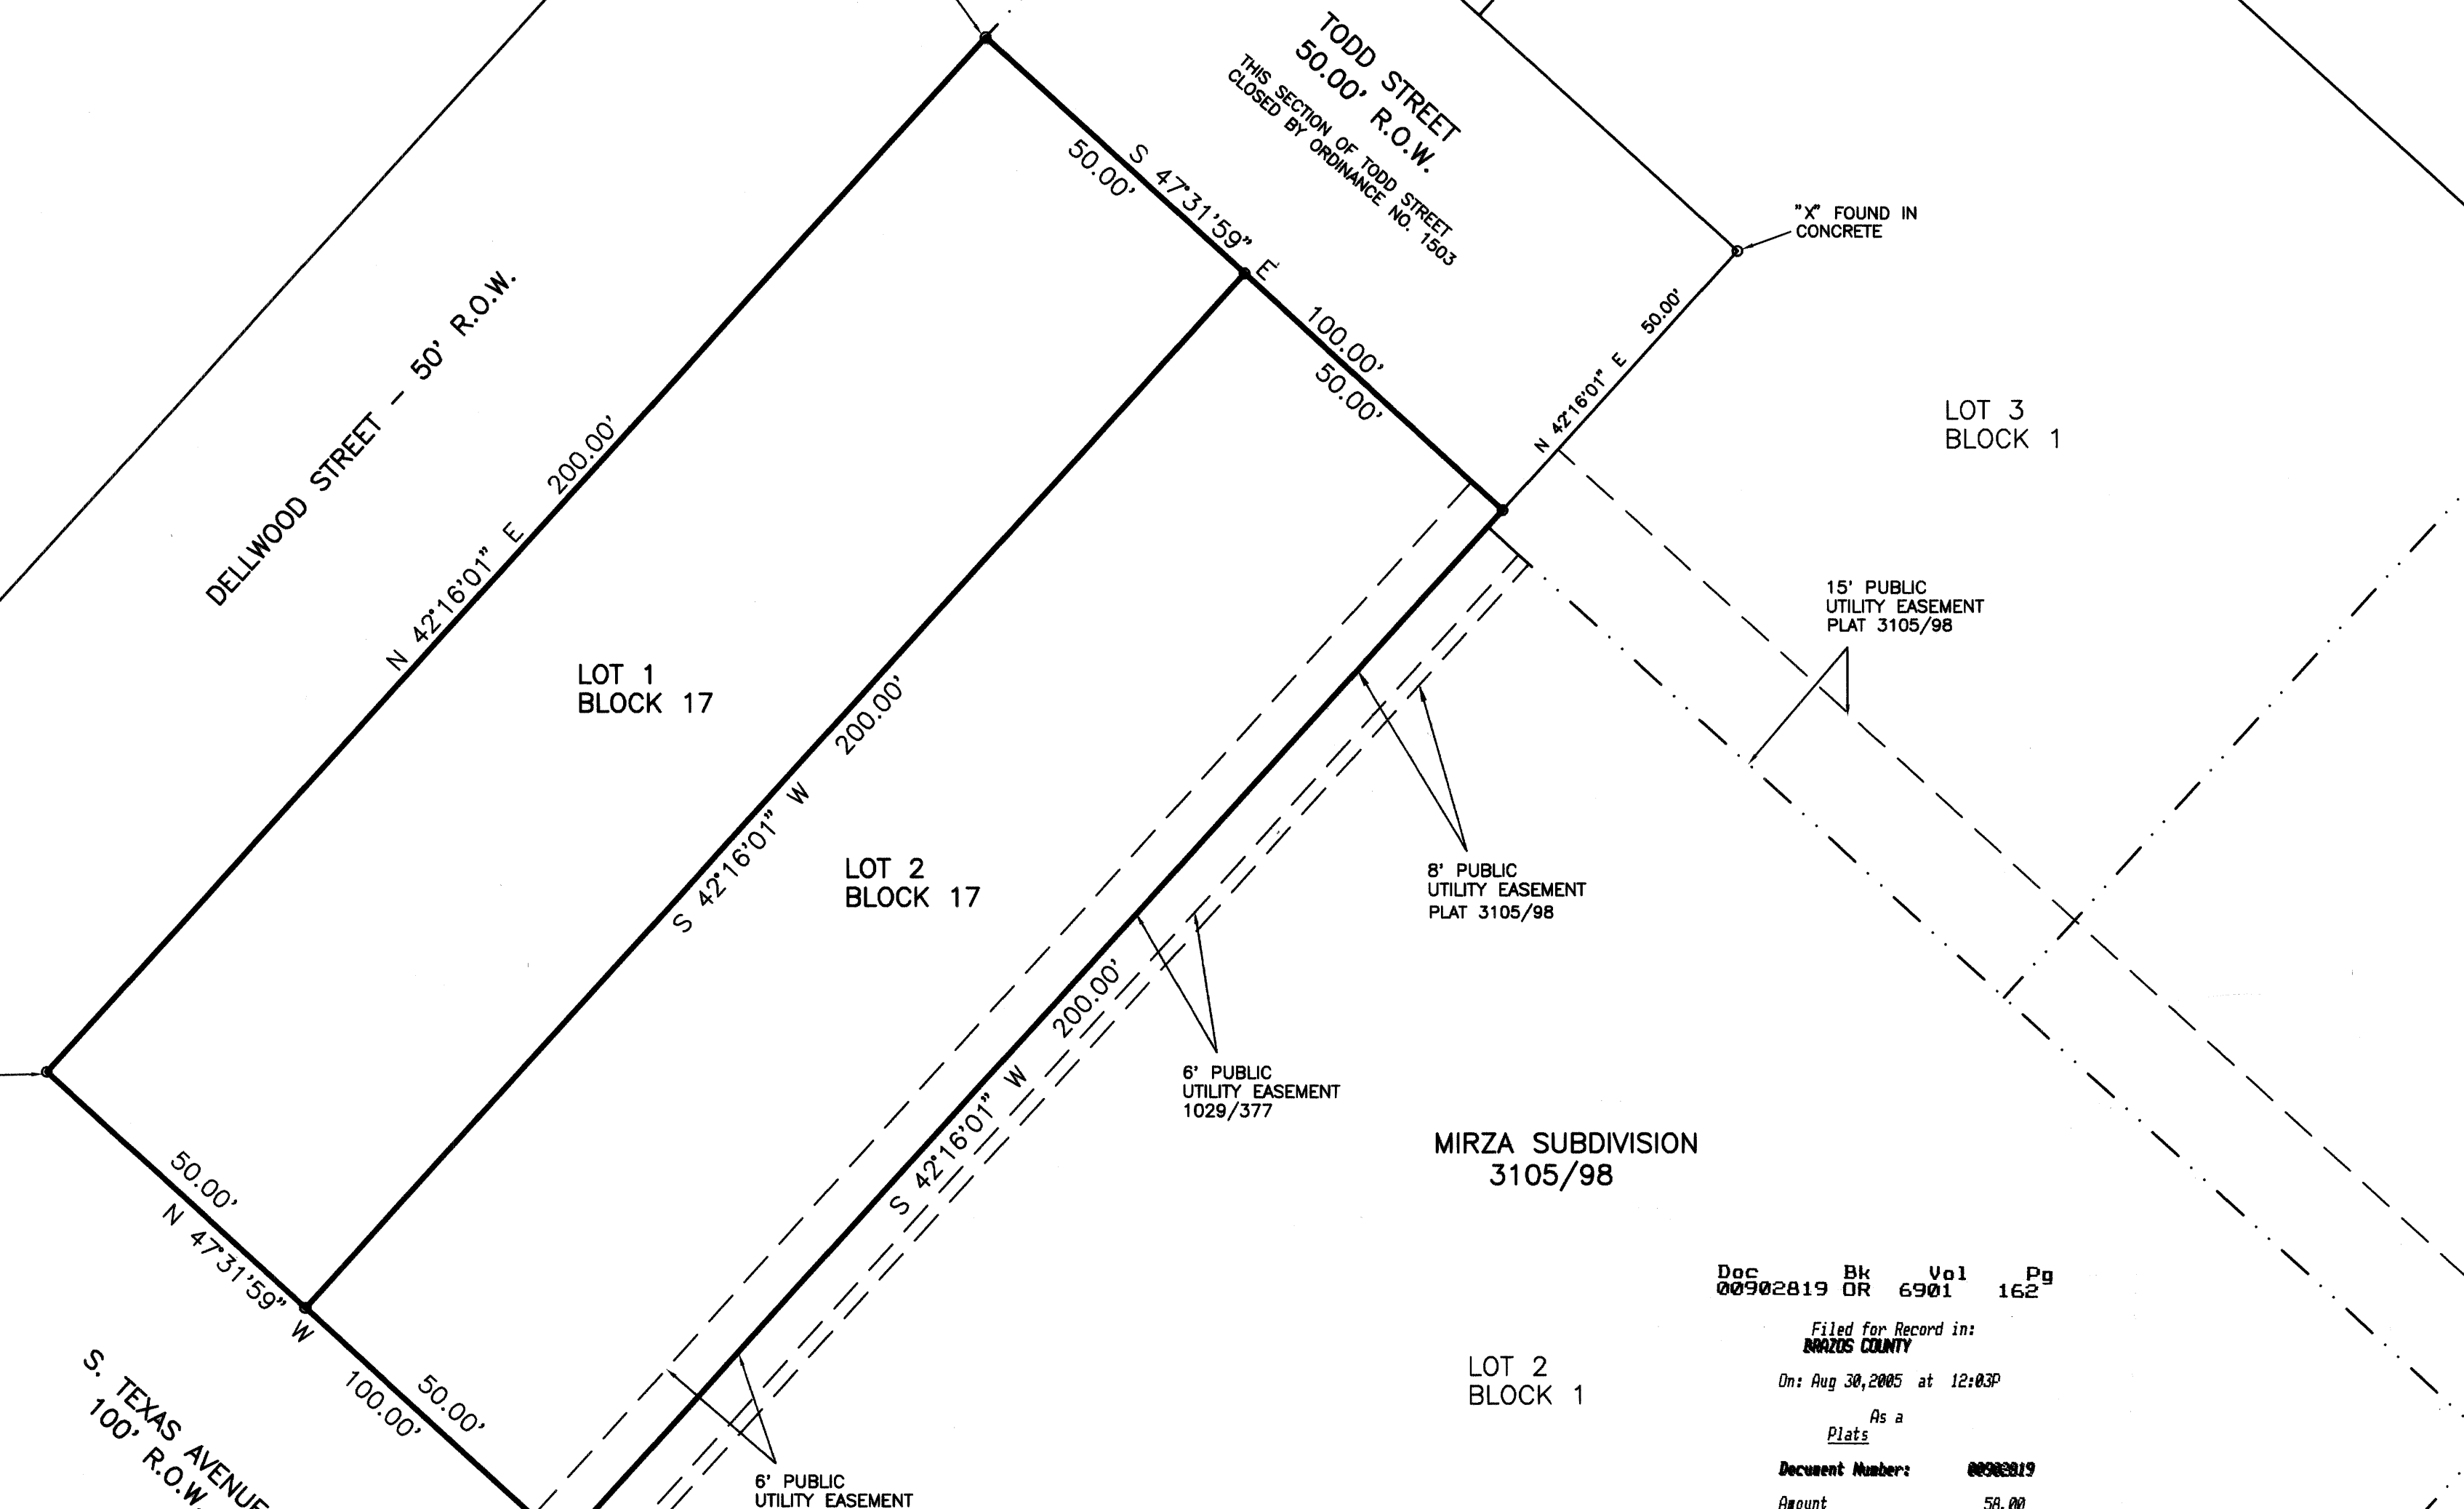 TODD STREET
50.00' R.O.W.
THIS SECTION OF TODD STREET
CLOSED BY ORDINANCE NO. 1503
S 47°31'59" E
50.00'
100.00'
50.00'
"X" FOUND IN
CONCRETE
N 42°16'01" E 50.00'
LOT 3
BLOCK 1
DELLWOOD STREET - 50' R.O.W.
N 42°16'01" E 200.00'
15' PUBLIC
UTILITY EASEMENT
PLAT 3105/98
LOT 1
BLOCK 17
S 42°16'01" W 200.00'
LOT 2
BLOCK 17
8' PUBLIC
UTILITY EASEMENT
PLAT 3105/98
S 42°16'01" W 200.00'
6' PUBLIC
UTILITY EASEMENT
1029/377
MIRZA SUBDIVISION
3105/98
50.00'
N 47°31'59" W
100.00'
50.00'
S. TEXAS AVENUE
100' R.O.W.
LOT 2
BLOCK 1
6' PUBLIC
UTILITY EASEMENT
Doc Bk Vol Pg
00902819 OR 6901 162
Filed for Record in:
BRAZOS COUNTY
On: Aug 30,2005 at 12:03P
As a
Plats
Document Number: 00902819
Amount 58.00